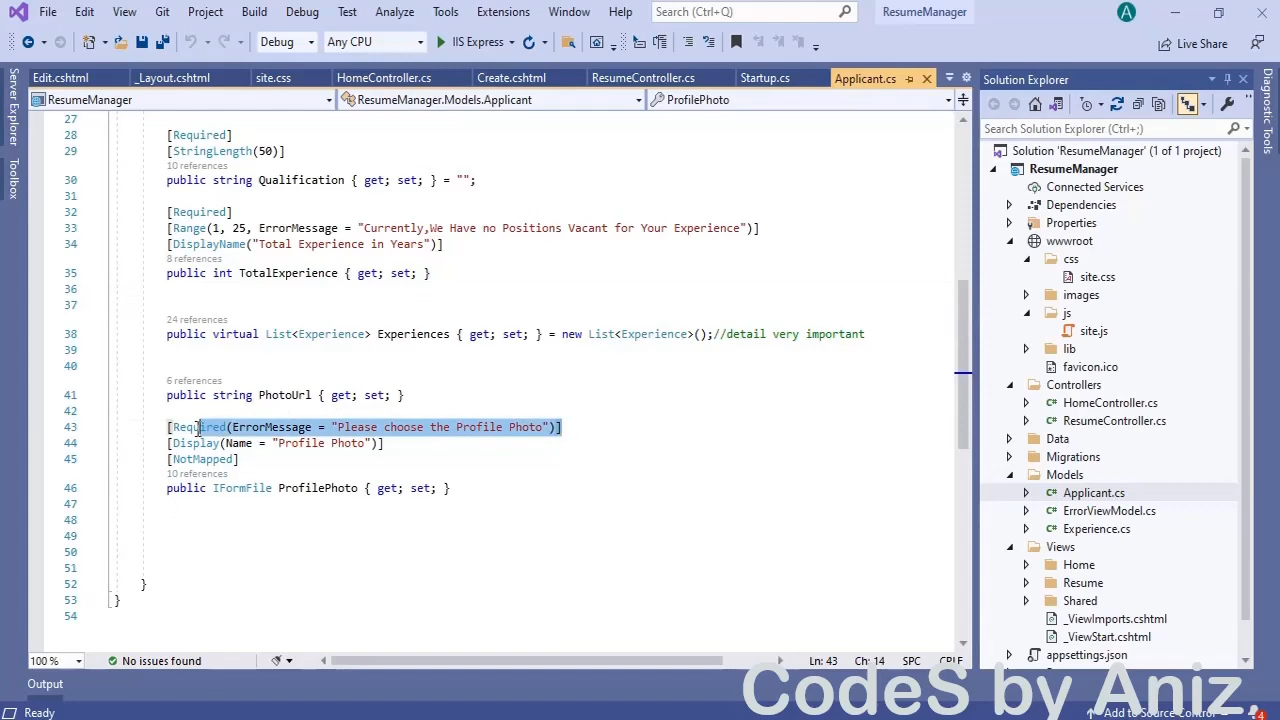 File Edit View Git Project Build Debug Test Analyze Tools Extensions Window Help Search (Ctrl+Q) ResumeManager A
Debug Any CPU IIS Express Live Share
Edit.cshtml _Layout.cshtml site.css HomeController.cs Create.cshtml ResumeController.cs Startup.cs Applicant.cs
ResumeManager ResumeManager.Models.Applicant ProfilePhoto
27
28 [Required]
29 [StringLength(50)]
10 references
30 public string Qualification { get; set; } = "";
31
32 [Required]
33 [Range(1, 25, ErrorMessage = "Currently,We Have no Positions Vacant for Your Experience")]
34 [DisplayName("Total Experience in Years")]
8 references
35 public int TotalExperience { get; set; }
36
37
24 references
38 public virtual List<Experience> Experiences { get; set; } = new List<Experience>();//detail very important
39
40
6 references
41 public string PhotoUrl { get; set; }
42
43 [Required(ErrorMessage = "Please choose the Profile Photo")]
44 [Display(Name = "Profile Photo")]
45 [NotMapped]
10 references
46 public IFormFile ProfilePhoto { get; set; }
47
48
49
50
51
52 }
53 }
54
100 % No issues found Ln: 43 Ch: 14 SPC CRLF
Output
Ready
Server Explorer
Toolbox
Solution Explorer
Search Solution Explorer (Ctrl+;)
Solution 'ResumeManager' (1 of 1 project)
ResumeManager
Connected Services
Dependencies
Properties
wwwroot
css
site.css
images
js
site.js
lib
favicon.ico
Controllers
HomeController.cs
ResumeController.cs
Data
Migrations
Models
Applicant.cs
ErrorViewModel.cs
Experience.cs
Views
Home
Resume
Shared
_ViewImports.cshtml
_ViewStart.cshtml
appsettings.json
Diagnostic Tools
CodeS by Aniz
Add to Source Control 4